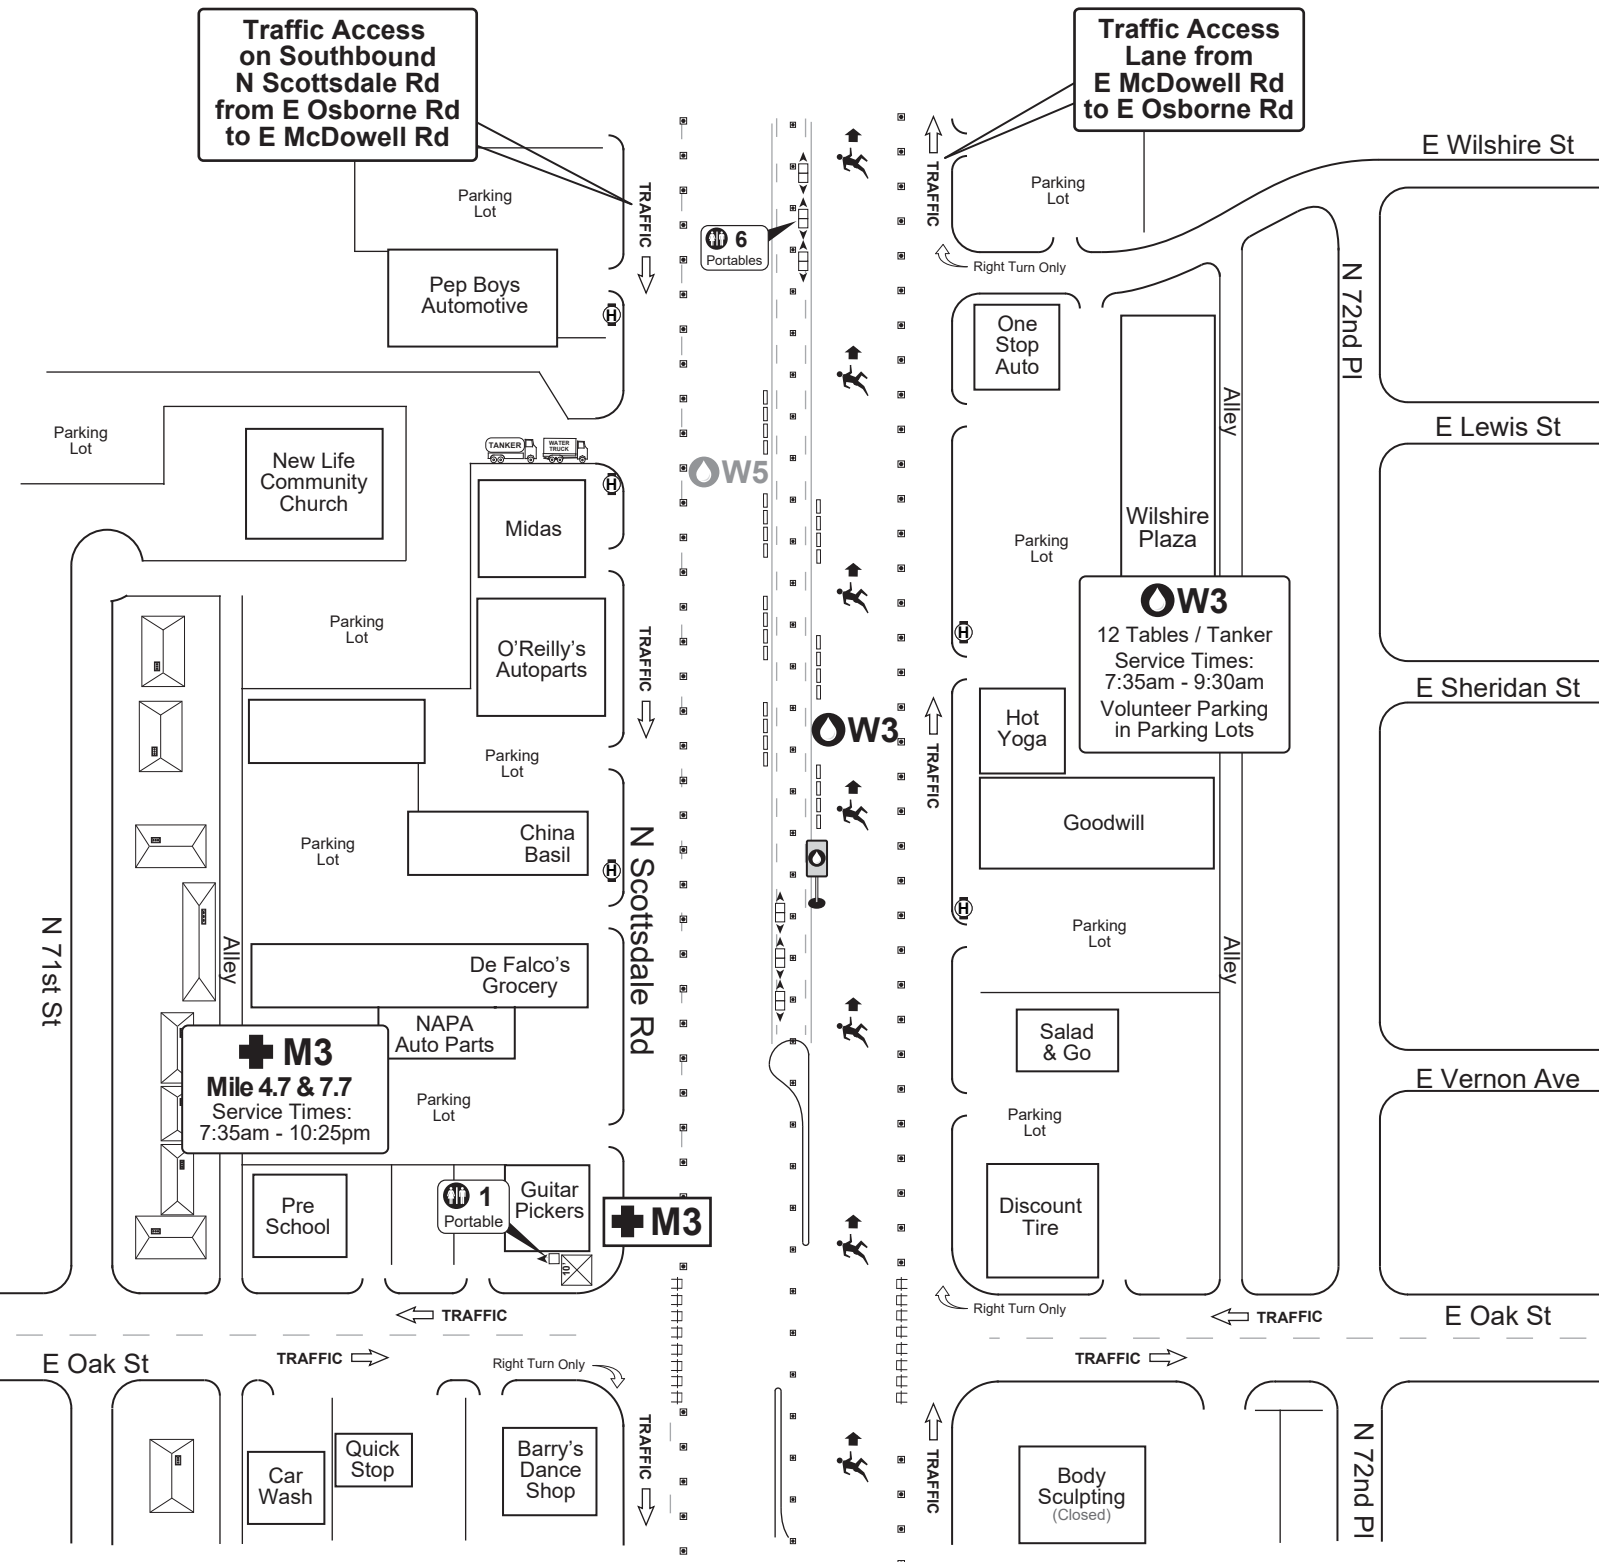 Traffic Access
on Southbound
N Scottsdale Rd
from E Osborne Rd
to E McDowell Rd
Traffic Access
Lane from
E McDowell Rd
to E Osborne Rd
E Wilshire St
Parking
Lot
TRAFFIC
6
Portables
TRAFFIC
Parking
Lot
Right Turn Only
Pep Boys
Automotive
H
One
Stop
Auto
N 72nd Pl
Alley
Parking
Lot
New Life
Community
Church
TANKER
WATER
TRUCK
W5
H
Midas
E Lewis St
Parking
Lot
Wilshire
Plaza
Parking
Lot
O'Reilly's
Autoparts
TRAFFIC
H
W3
12 Tables / Tanker
Service Times:
7:35am - 9:30am
Volunteer Parking
in Parking Lots
E Sheridan St
Parking
Lot
W3
TRAFFIC
Hot
Yoga
Parking
Lot
China
Basil
H
N Scottsdale Rd
Goodwill
H
Parking
Lot
Alley
N 71st St
Alley
De Falco's
Grocery
NAPA
Auto Parts
Salad
& Go
M3
Mile 4.7 & 7.7
Service Times:
7:35am - 10:25pm
Parking
Lot
Parking
Lot
E Vernon Ave
Pre
School
1
Portable
Guitar
Pickers
10'
M3
Discount
Tire
TRAFFIC
Right Turn Only
TRAFFIC
E Oak St
E Oak St
TRAFFIC
Right Turn Only
TRAFFIC
Car
Wash
Quick
Stop
Barry's
Dance
Shop
TRAFFIC
TRAFFIC
Body
Sculpting
(Closed)
N 72nd Pl